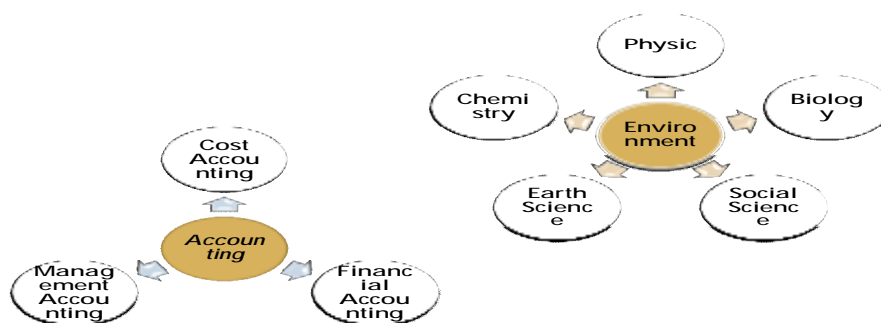 Physic
Chemi
stry
Enviro
nment
Biolog
y
Earth
Scienc
e
Social
Scienc
e
Cost
Accou
nting
Accoun
ting
Manag
ement
Accou
nting
Financ
ial
Accou
nting